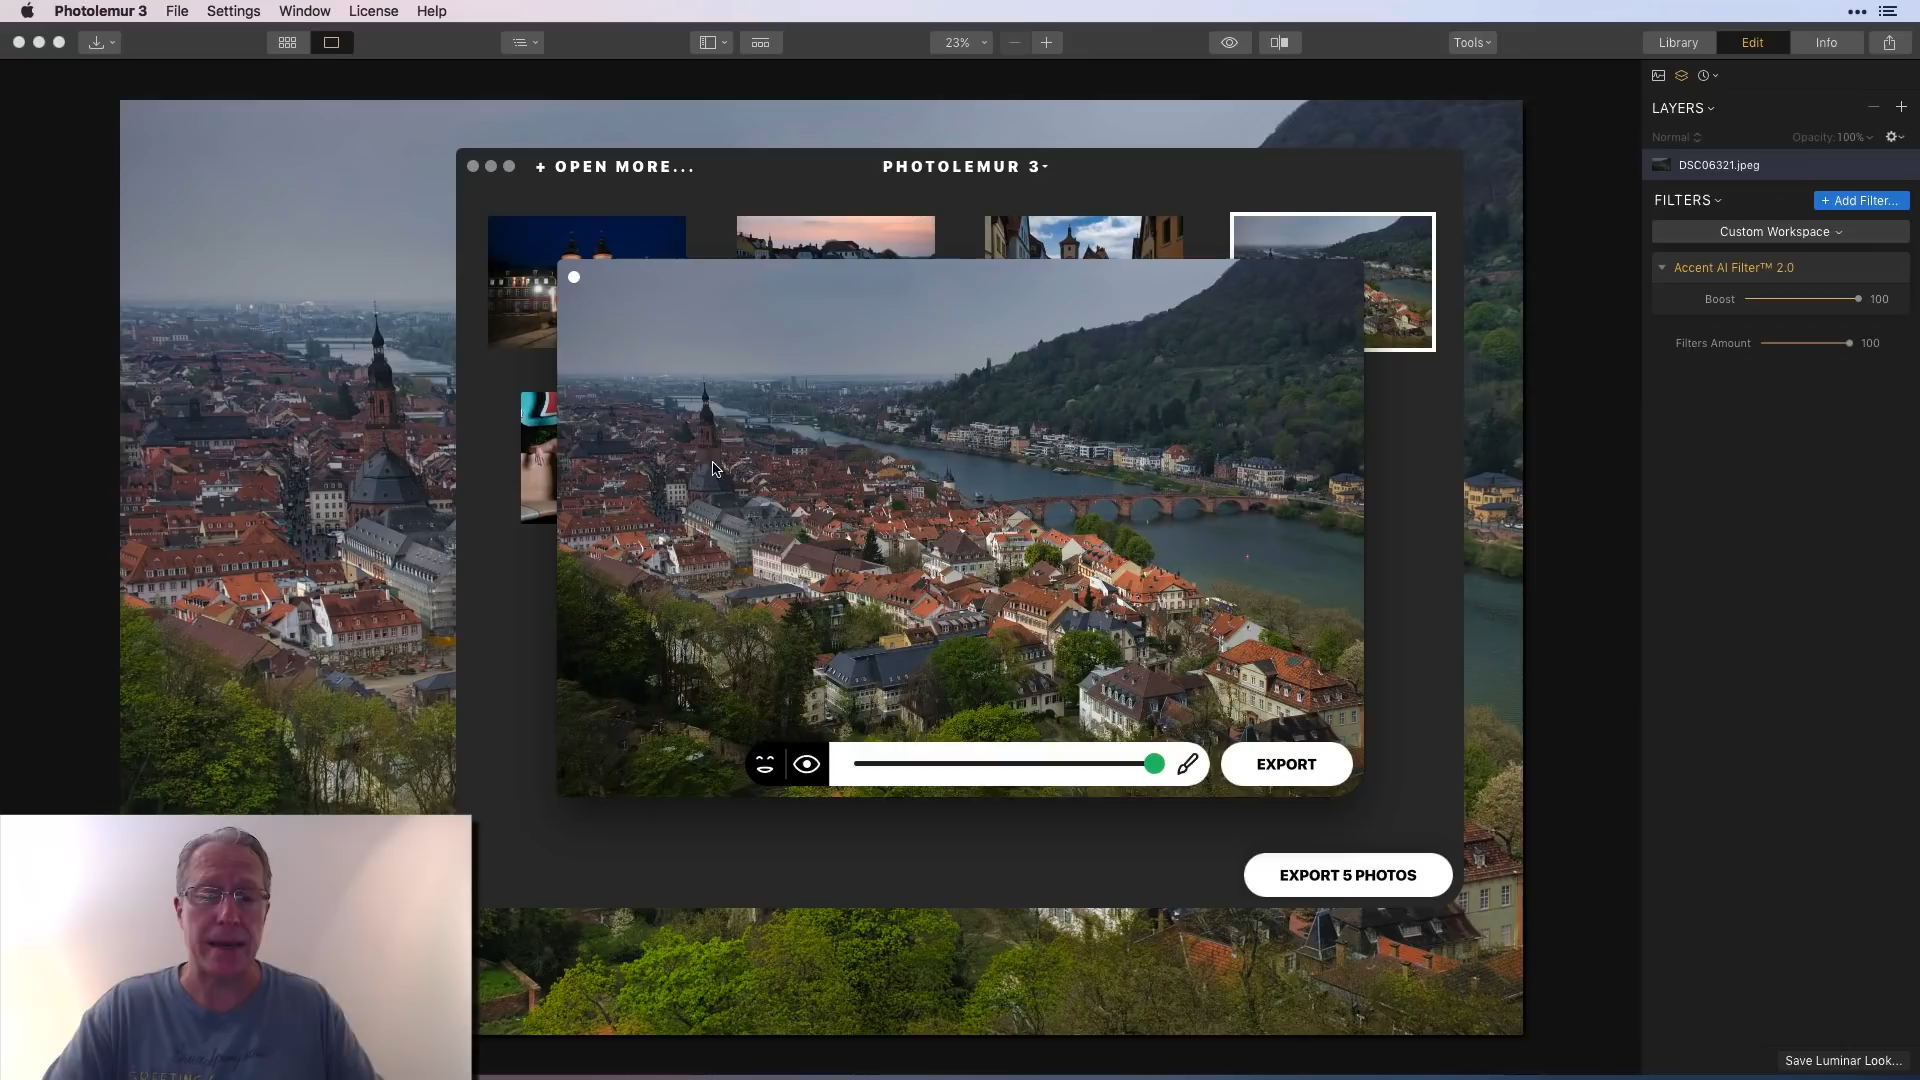 Photolemur 3 File Settings Window License Help
23% Tools Library Edit Info
LAYERS
Normal Opacity: 100%
DSC06321.jpeg
FILTERS + Add Filter...
Custom Workspace
Accent AI Filter™ 2.0
Boost 100
Filters Amount 100
+ OPEN MORE... PHOTOLEMUR 3
EXPORT
EXPORT 5 PHOTOS
Save Luminar Look...